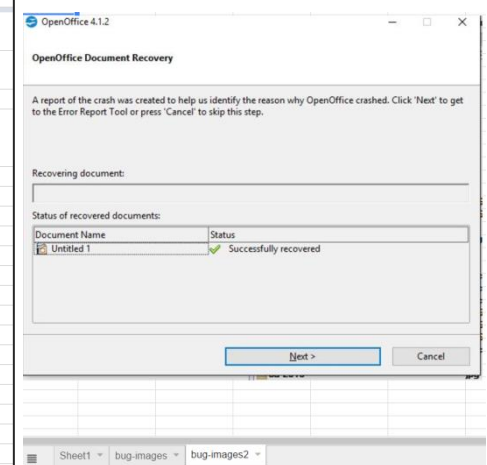 OpenOffice 4.1.2
OpenOffice Document Recovery
A report of the crash was created to help us identify the reason why OpenOffice crashed. Click 'Next' to get
to the Error Report Tool or press 'Cancel' to skip this step.
Recovering document:
Status of recovered documents:
Document Name Status
Untitled 1 Successfully recovered
Next > Cancel
Sheet1 bug-images bug-images2